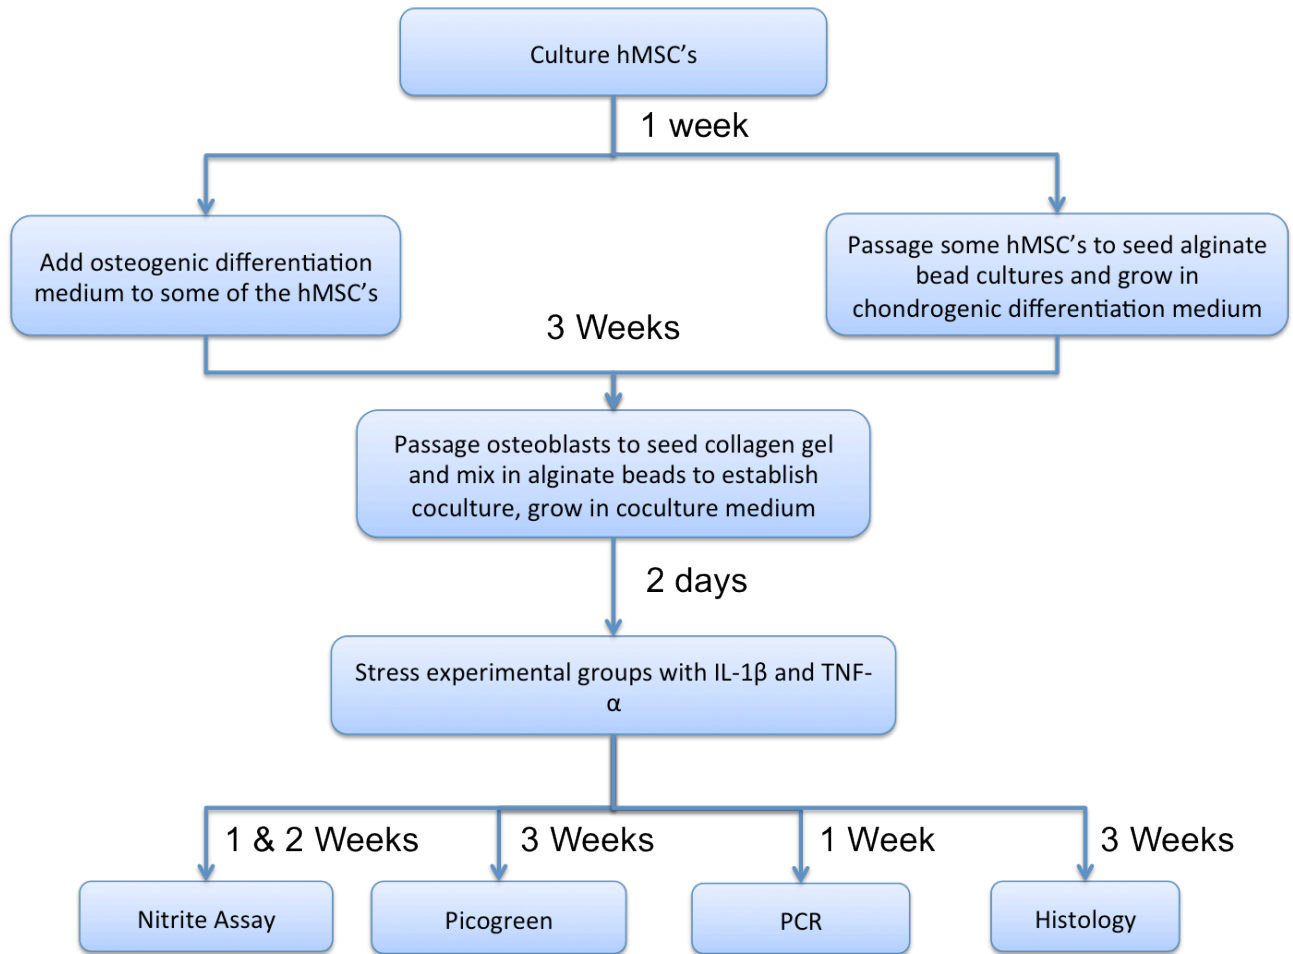 Culture hMSC's
1 week
Add osteogenic differentiation
medium to some of the hMSC's
Passage some hMSC's to seed alginate
bead cultures and grow in
chondrogenic differentiation medium
3 Weeks
Passage osteoblasts to seed collagen gel
and mix in alginate beads to establish
coculture, grow in coculture medium
2 days
Stress experimental groups with IL-1β and TNF-
α
1 & 2 Weeks
3 Weeks
1 Week
3 Weeks
Nitrite Assay
Picogreen
PCR
Histology